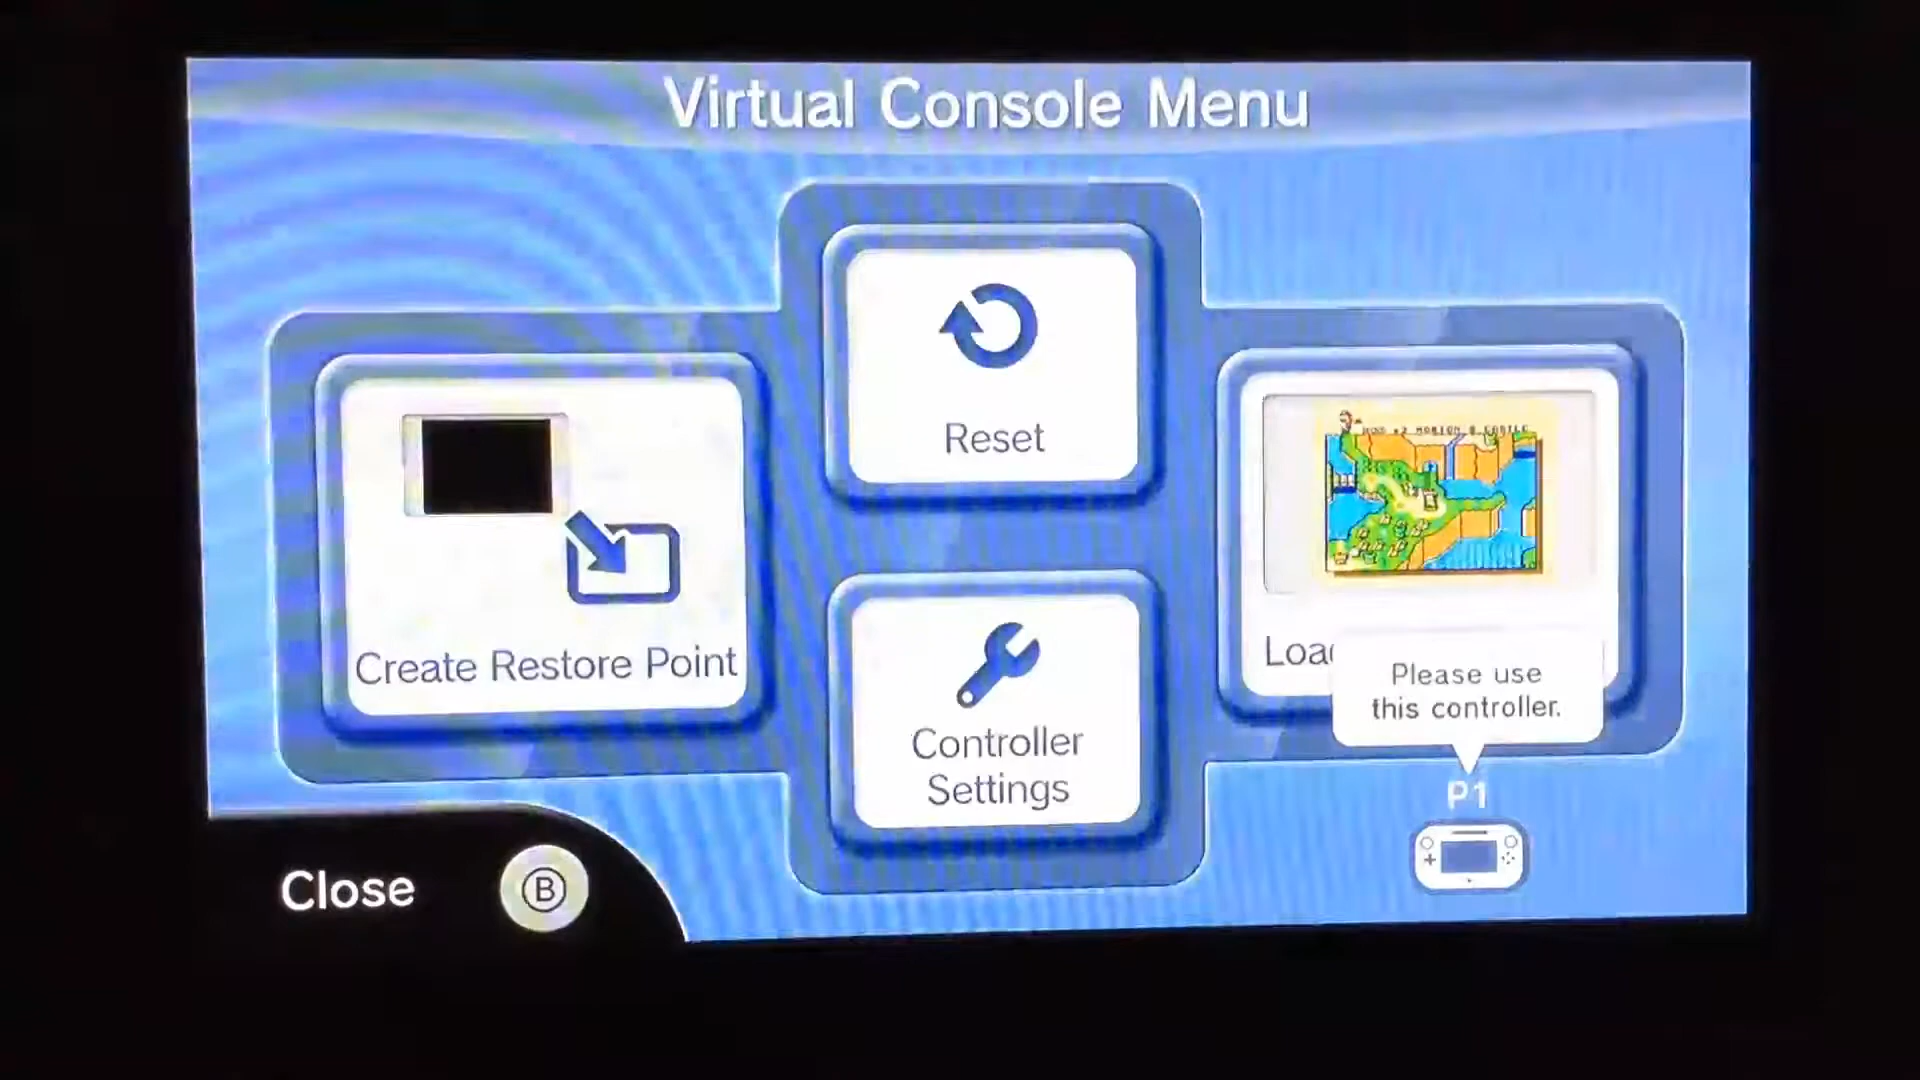 Virtual Console Menu
Reset
Create Restore Point
Controller
Settings
Please use
this controller.
P1
Close
B